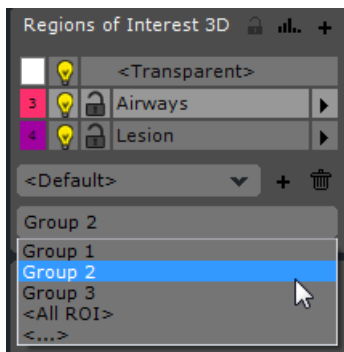 Regions of Interest 3D
<Transparent>
3 Airways
4 Lesion
<Default>
Group 2
Group 1
Group 2
Group 3
<All ROI>
<...>